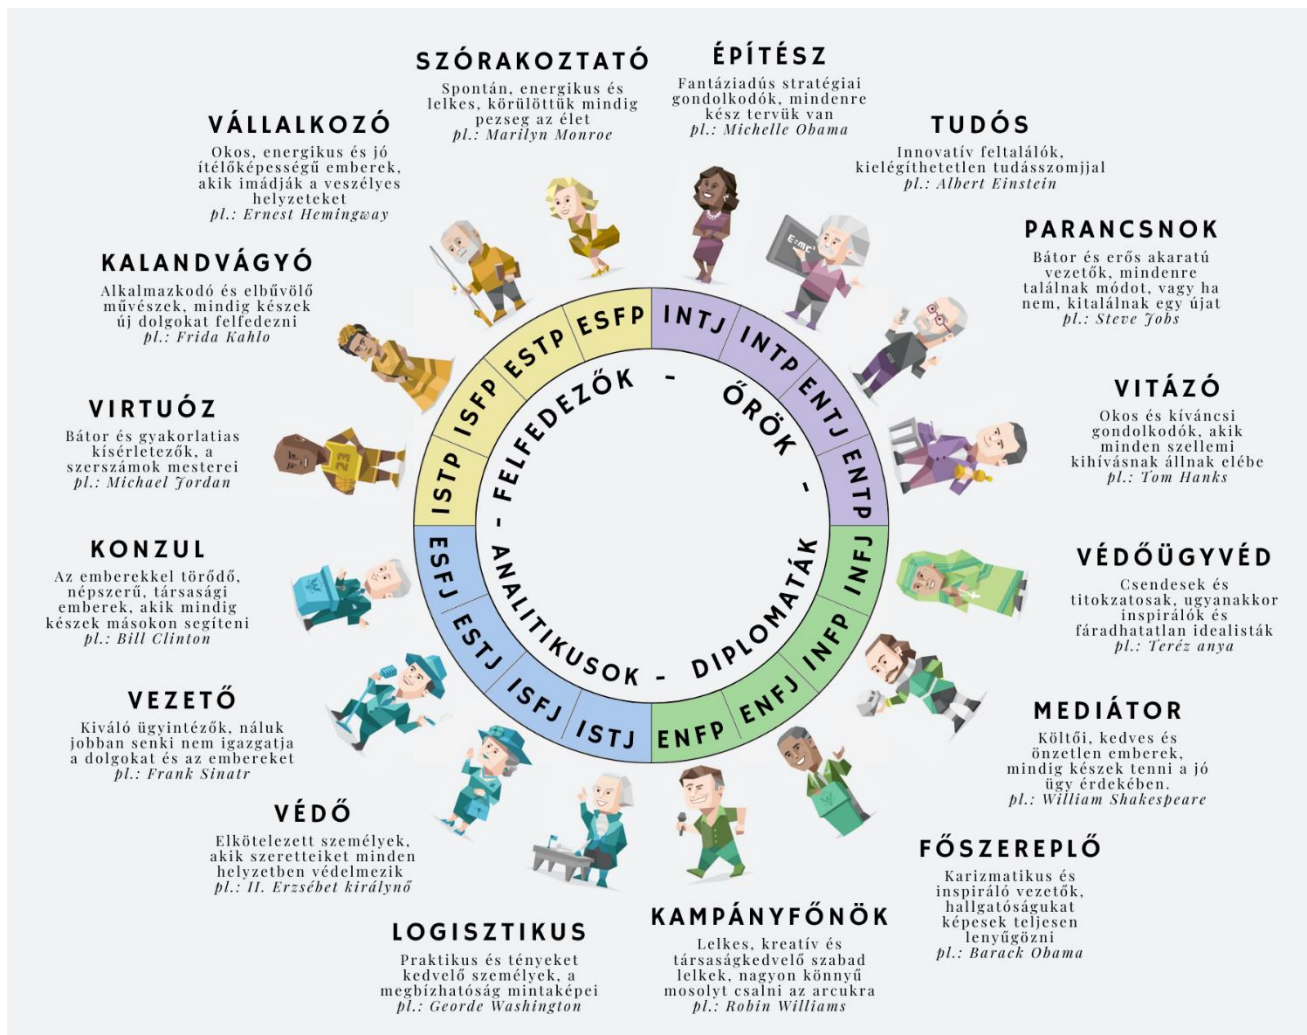 SZÓRAKOZTATÓ
Spontán, energikus és
lelkes, körülöttük mindig
pezseg az élet
pl.: Marilyn Monroe
ÉPÍTÉSZ
Fantáziadús stratégiai
gondolkodók, mindenre
kész tervük van
pl.: Michelle Obama
VÁLLALKOZÓ
Okos, energikus és jó
ítélőképességű emberek,
akik imádják a veszélyes
helyzeteket
pl.: Ernest Hemingway
TUDÓS
Innovatív feltalálók,
kielégíthetetlen tudásszomjjal
pl.: Albert Einstein
KALANDVÁGYÓ
Alkalmazkodó és elbűvölő
művészek, mindig készek
új dolgokat felfedezni
pl.: Frida Kahlo
PARANCSNOK
Bátor és erős akaratú
vezetők, mindenre
találnak módot, vagy ha
nem, kitalálnak egy újat
pl.: Steve Jobs
VIRTUÓZ
Bátor és gyakorlatias
kísérletezők, a
szerszámok mesterei
pl.: Michael Jordan
VITÁZÓ
Okos és kíváncsi
gondolkodók, akik
minden szellemi
kihívásnak állnak elébe
pl.: Tom Hanks
KONZUL
Az emberekkel törődő,
népszerű, társasági
emberek, akik mindig
készek másokon segíteni
pl.: Bill Clinton
VÉDŐÜGYVÉD
Csendesek és
titokzatosak, ugyanakkor
inspirálók és
fáradhatatlan idealisták
pl.: Teréz anya
VEZETŐ
Kiváló ügyintézők, náluk
jobban senki nem igazgatja
a dolgokat és az embereket
pl.: Frank Sinatr
MEDIÁTOR
Költői, kedves és
önzetlen emberek,
mindig készek tenni a jó
ügy érdekében.
pl.: William Shakespeare
VÉDŐ
Elkötelezett személyek,
akik szeretteiket minden
helyzetben védelmezik
pl.: II. Erzsébet királynő
FŐSZEREPLŐ
Karizmatikus és
inspiráló vezetők,
hallgatóságukat
képesek teljesen
lenyűgözni
pl.: Barack Obama
LOGISZTIKUS
Praktikus és tényeket
kedvelő személyek, a
megbízhatóság mintaképei
pl.: Georde Washington
KAMPÁNYFŐNÖK
Lelkes, kreatív és
társaságkedvelő szabad
lelkek, nagyon könnyű
mosolyt csalni az arcukra
pl.: Robin Williams
INTJ
INTP
ENTJ
ENTP
INFJ
INFP
ENFJ
ENFP
ISTJ
ISFJ
ESTJ
ESFJ
ISTP
ISFP
ESTP
ESFP
- FELFEDEZŐK - ŐRÖK -
ANALITIKUSOK - DIPLOMATÁK
E=mc²
23